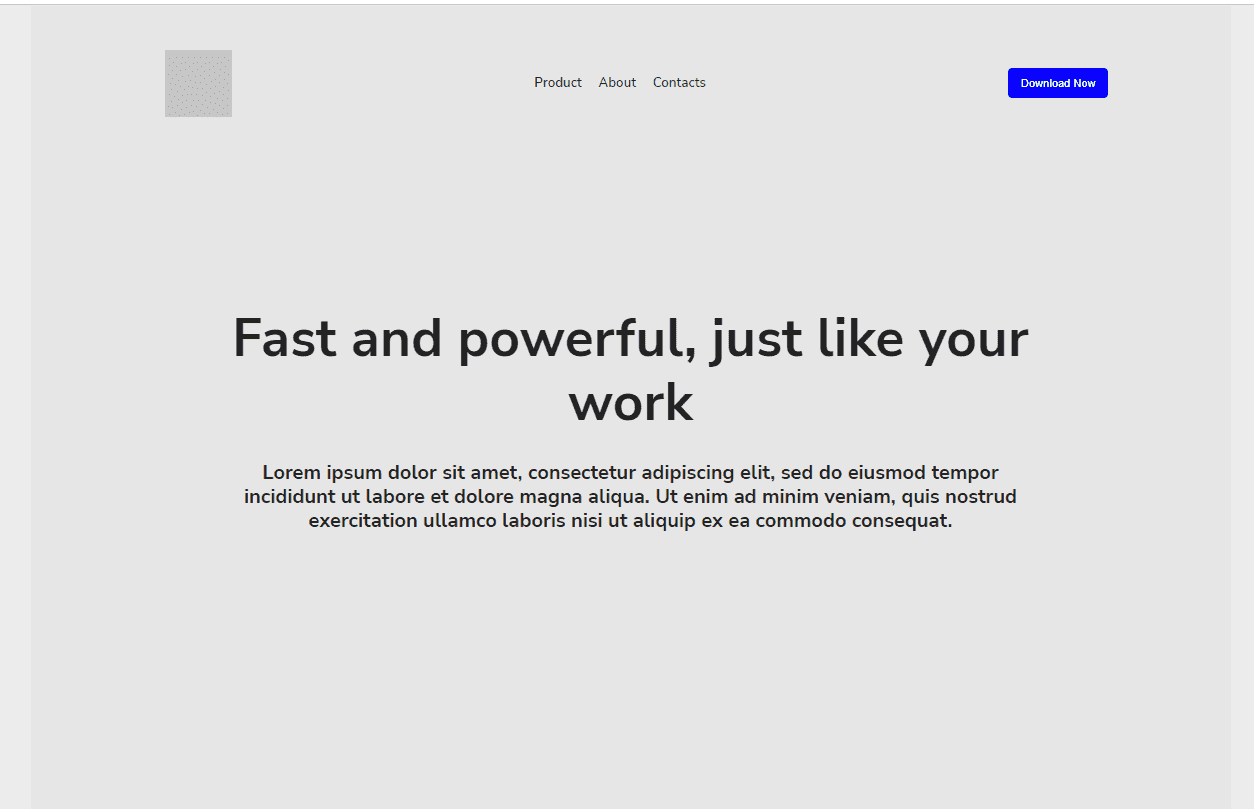 Product About Contacts
Download Now
Fast and powerful, just like your
work
Lorem ipsum dolor sit amet, consectetur adipiscing elit, sed do eiusmod tempor
incididunt ut labore et dolore magna aliqua. Ut enim ad minim veniam, quis nostrud
exercitation ullamco laboris nisi ut aliquip ex ea commodo consequat.